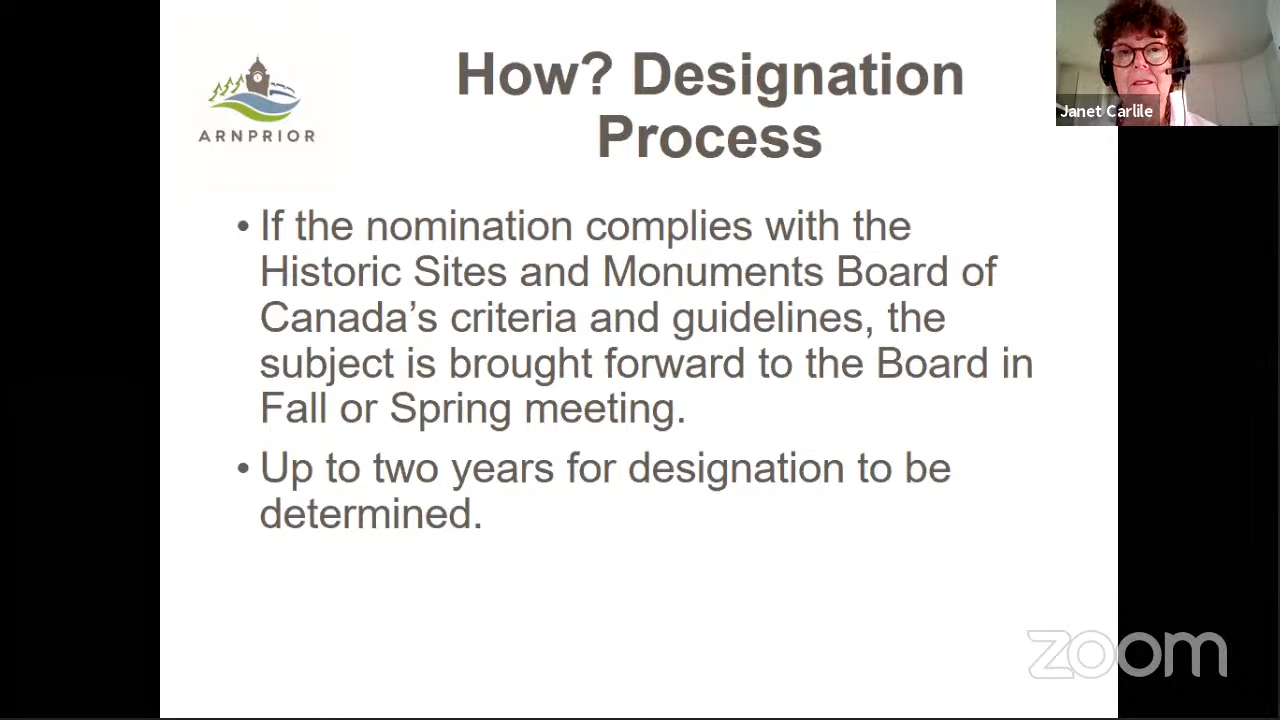 How? Designation
Process
ARNPRIOR
Janet Carlile
• If the nomination complies with the
Historic Sites and Monuments Board of
Canada’s criteria and guidelines, the
subject is brought forward to the Board in
Fall or Spring meeting.
• Up to two years for designation to be
determined.
zoom